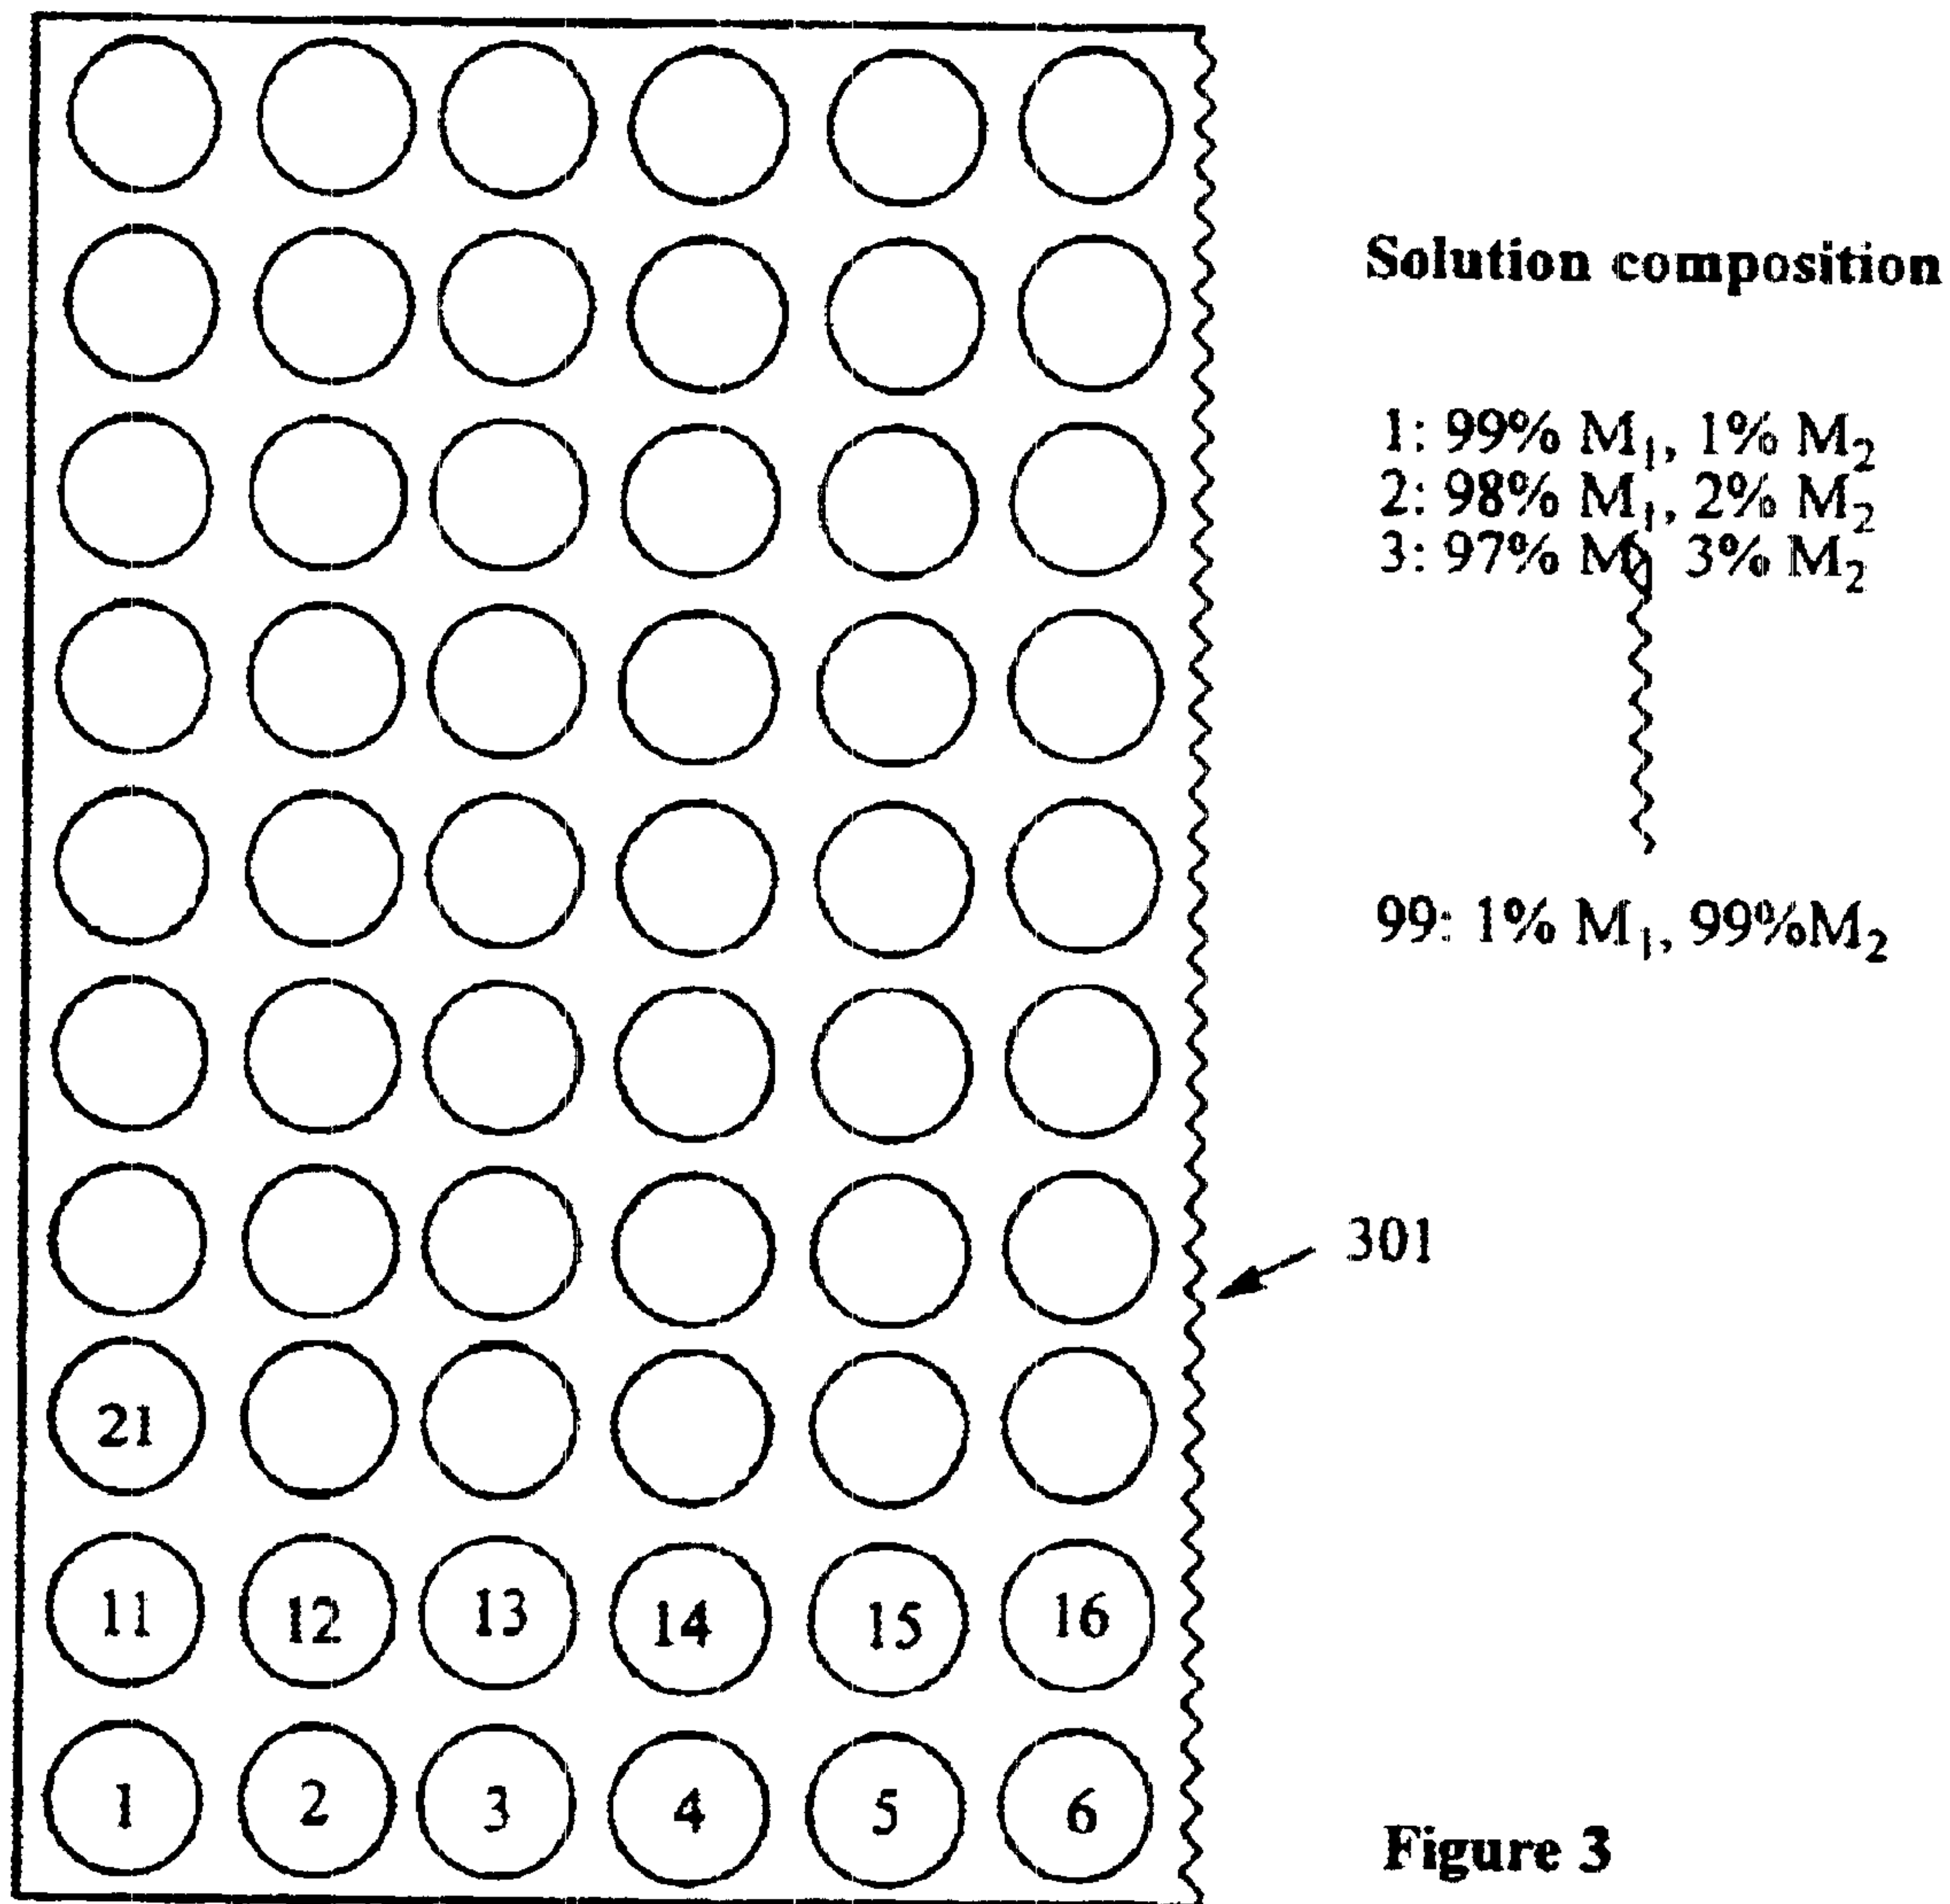 Solution composition
1: 99% M₁, 1% M₂
2: 98% M₁, 2% M₂
3: 97% M 3% M₂
99: 1% M₁, 99%M₂
301
21
11 12 13 14 15 16
1 2 3 4 5 6
Figure 3